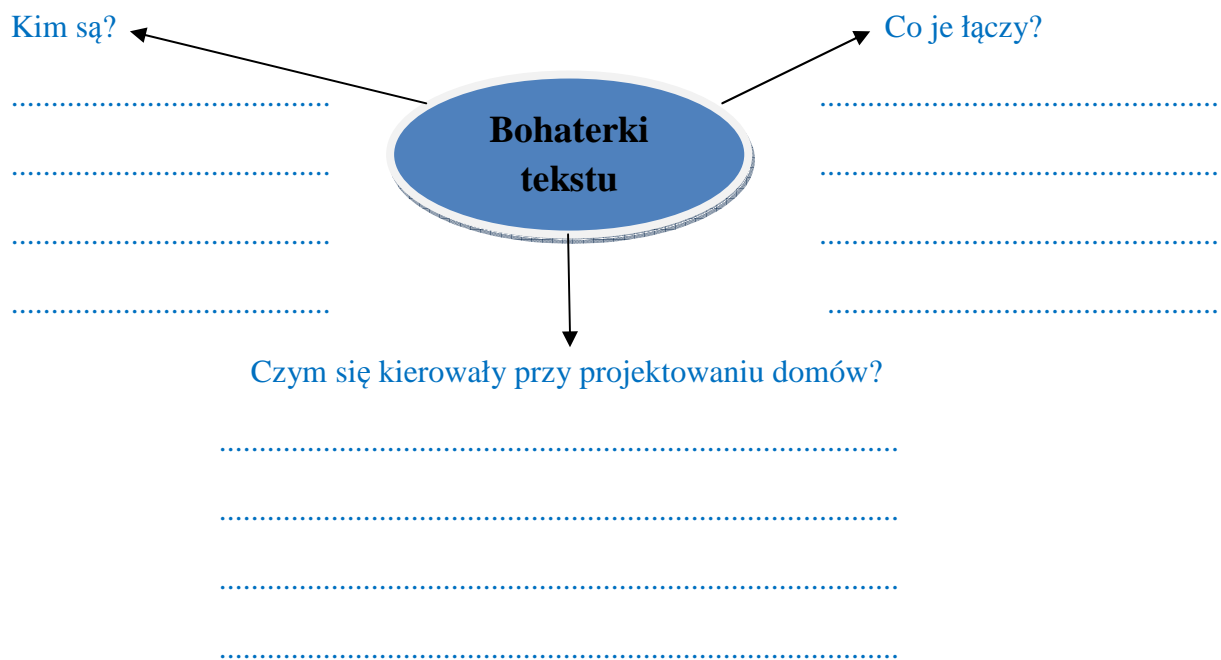 Kim są?
Co je łączy?
........................................ ..................................................
Bohaterki
........................................ ..................................................
tekstu
........................................ ..................................................
........................................ .................................................
Czym się kierowały przy projektowaniu domów?
.....................................................................................
.....................................................................................
.....................................................................................
.....................................................................................